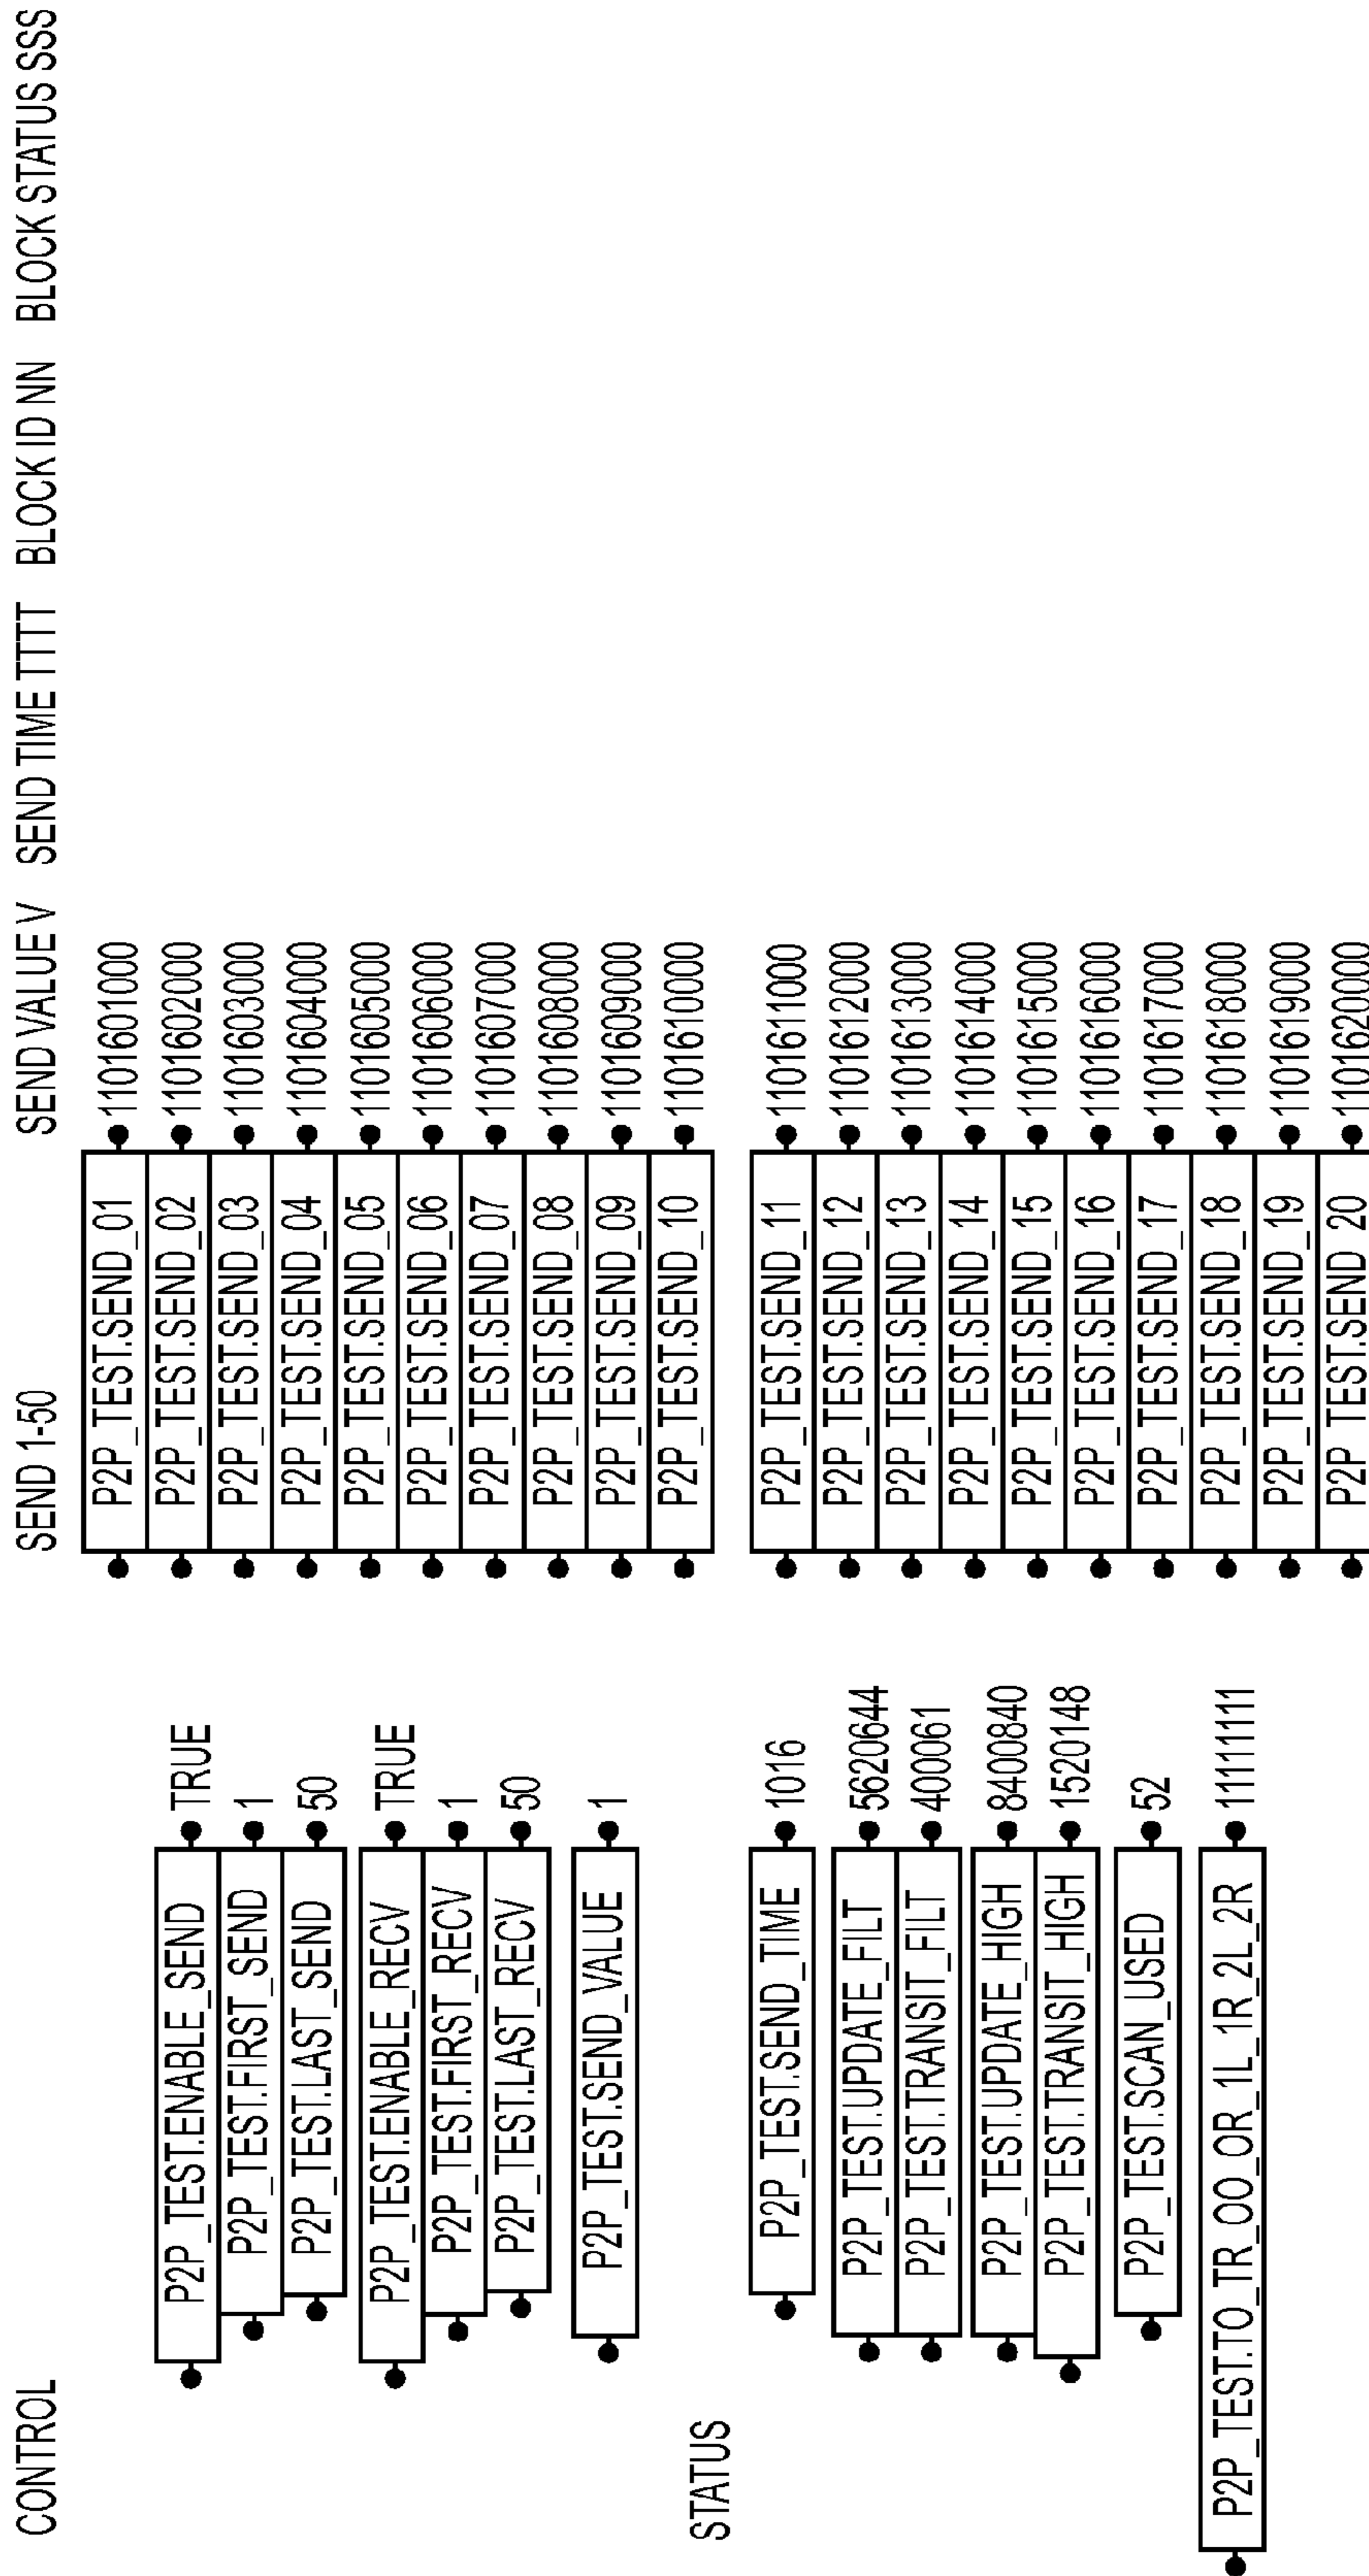 CONTROL
P2P_TEST.ENABLE_SEND TRUE
P2P_TEST.FIRST_SEND 1
P2P_TEST.LAST_SEND 50
P2P_TEST.ENABLE_RECV TRUE
P2P_TEST.FIRST_RECV 1
P2P_TEST.LAST_RECV 50
P2P_TEST.SEND_VALUE 1
STATUS
P2P_TEST.SEND_TIME 1016
P2P_TEST.UPDATE_FILT 5620644
P2P_TEST.TRANSIT_FILT 400061
P2P_TEST.UPDATE_HIGH 8400840
P2P_TEST.TRANSIT_HIGH 1520148
P2P_TEST.SCAN_USED 52
P2P_TEST.TO_TR_OO_OR_1L_1R_2L_2R 11111111
SEND 1-50 SEND VALUE V SEND TIME TTTT BLOCK ID NN BLOCK STATUS SSS
P2P_TEST.SEND_01 1101601000
P2P_TEST.SEND_02 1101602000
P2P_TEST.SEND_03 1101603000
P2P_TEST.SEND_04 1101604000
P2P_TEST.SEND_05 1101605000
P2P_TEST.SEND_06 1101606000
P2P_TEST.SEND_07 1101607000
P2P_TEST.SEND_08 1101608000
P2P_TEST.SEND_09 1101609000
P2P_TEST.SEND_10 1101610000
P2P_TEST.SEND_11 1101611000
P2P_TEST.SEND_12 1101612000
P2P_TEST.SEND_13 1101613000
P2P_TEST.SEND_14 1101614000
P2P_TEST.SEND_15 1101615000
P2P_TEST.SEND_16 1101616000
P2P_TEST.SEND_17 1101617000
P2P_TEST.SEND_18 1101618000
P2P_TEST.SEND_19 1101619000
P2P_TEST.SEND_20 1101620000